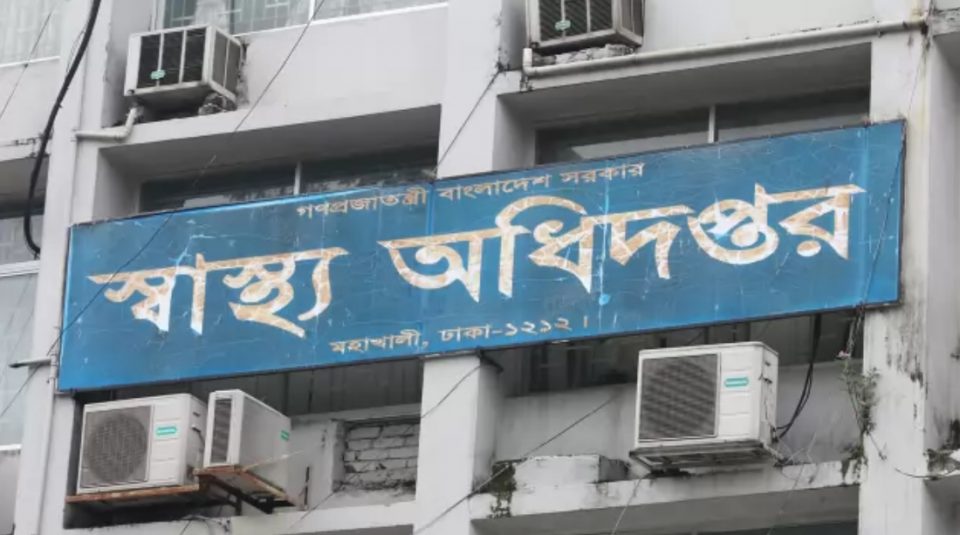 গণপ্রজাতন্ত্রী বাংলাদেশ সরকার
স্বাস্থ্য অধিদপ্তর
মহাখালী, ঢাকা-১২১২।